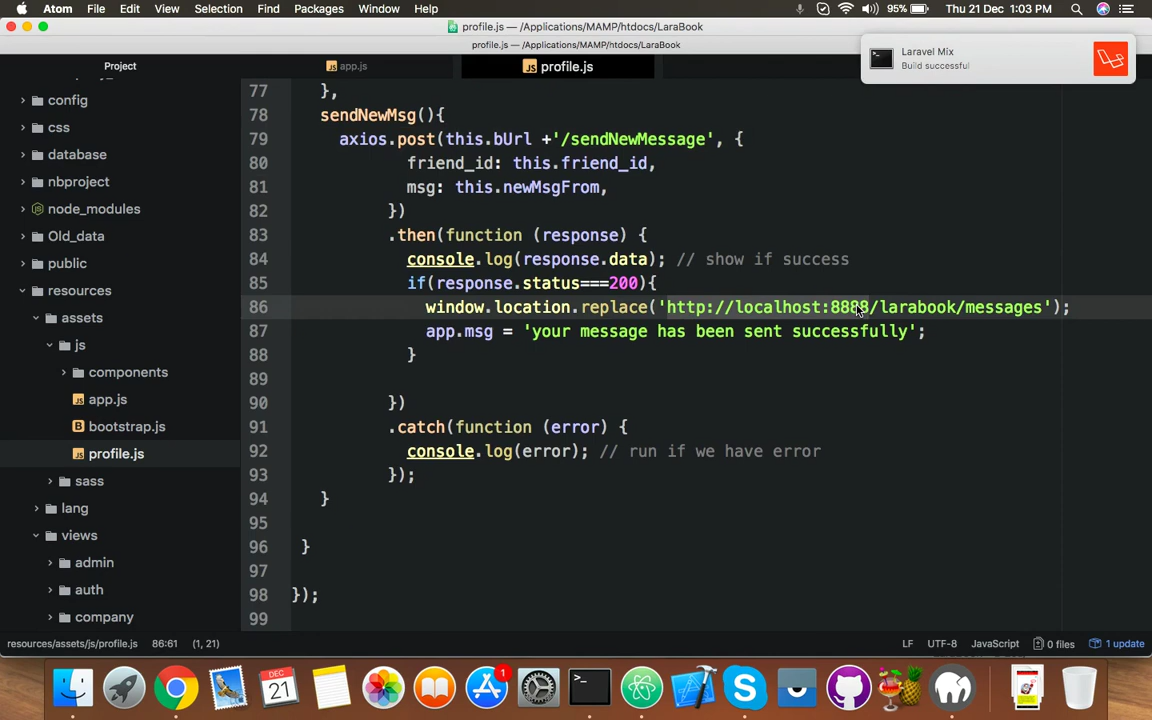 Atom File Edit View Selection Find Packages Window Help 95% Thu 21 Dec 1:03 PM
profile.js — /Applications/MAMP/htdocs/LaraBook
profile.js — /Applications/MAMP/htdocs/LaraBook
Laravel Mix
Build successful
Project
app.js
profile.js
config
css
database
nbproject
node_modules
Old_data
public
resources
assets
js
components
app.js
bootstrap.js
profile.js
sass
lang
views
admin
auth
company
77 },
78 sendNewMsg(){
79 axios.post(this.bUrl +'/sendNewMessage', {
80 friend_id: this.friend_id,
81 msg: this.newMsgFrom,
82 })
83 .then(function (response) {
84 console.log(response.data); // show if success
85 if(response.status===200){
86 window.location.replace('http://localhost:8888/larabook/messages');
87 app.msg = 'your message has been sent successfully';
88 }
89
90 })
91 .catch(function (error) {
92 console.log(error); // run if we have error
93 });
94 }
95
96 }
97
98 });
99
resources/assets/js/profile.js 86:61 (1, 21) LF UTF-8 JavaScript 0 files 1 update
DEC
21
1